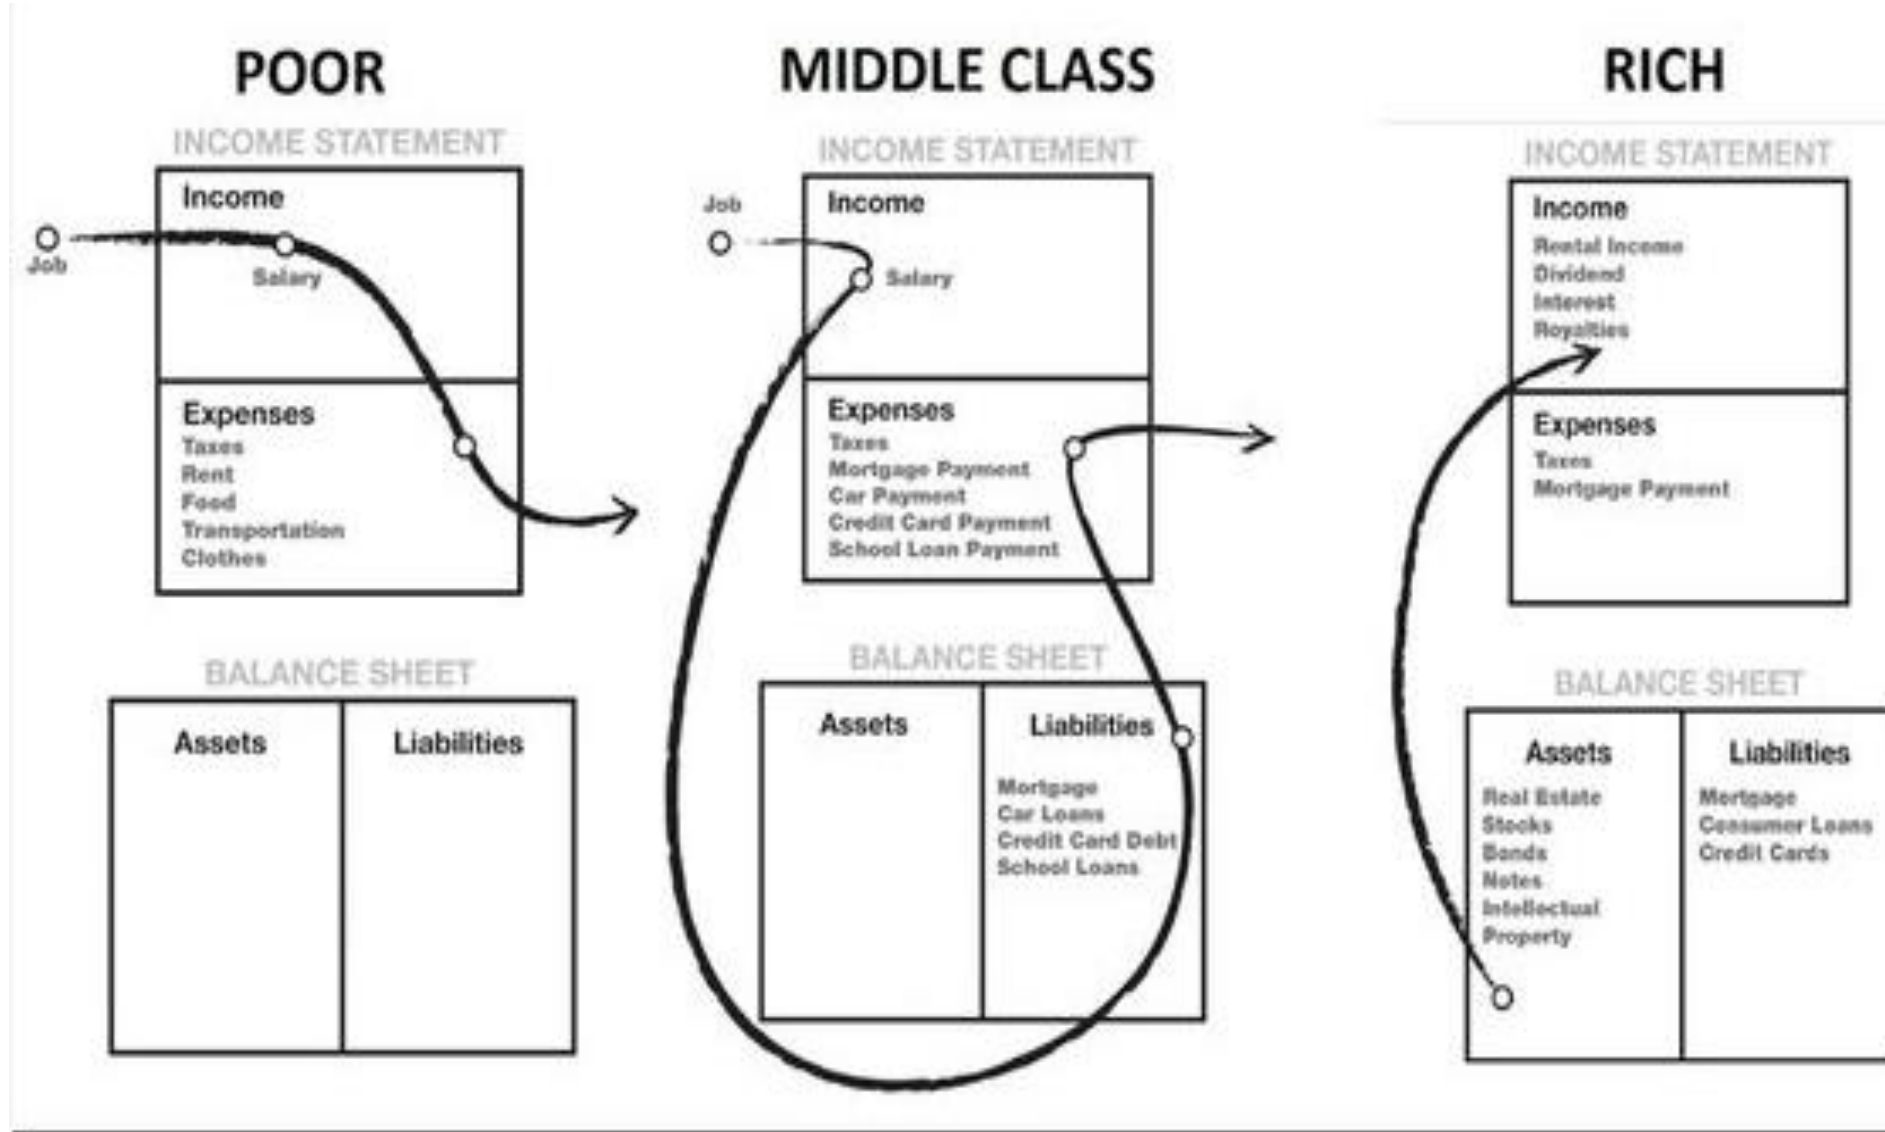 POOR
INCOME STATEMENT
Income
Job
Salary
Expenses
Taxes
Rent
Food
Transportation
Clothes
BALANCE SHEET
Assets
Liabilities
MIDDLE CLASS
INCOME STATEMENT
Job
Income
Salary
Expenses
Taxes
Mortgage Payment
Car Payment
Credit Card Payment
School Loan Payment
BALANCE SHEET
Assets
Liabilities
Mortgage
Car Loans
Credit Card Debt
School Loans
RICH
INCOME STATEMENT
Income
Rental Income
Dividend
Interest
Royalties
Expenses
Taxes
Mortgage Payment
BALANCE SHEET
Assets
Real Estate
Stocks
Bonds
Notes
Intellectual
Property
Liabilities
Mortgage
Consumer Loans
Credit Cards